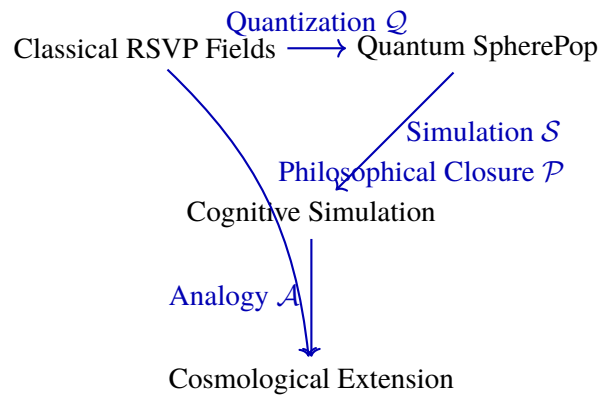 Quantization 𝒬
Classical RSVP Fields
Quantum SpherePop
Simulation 𝒮
Philosophical Closure 𝒫
Cognitive Simulation
Analogy 𝒜
Cosmological Extension